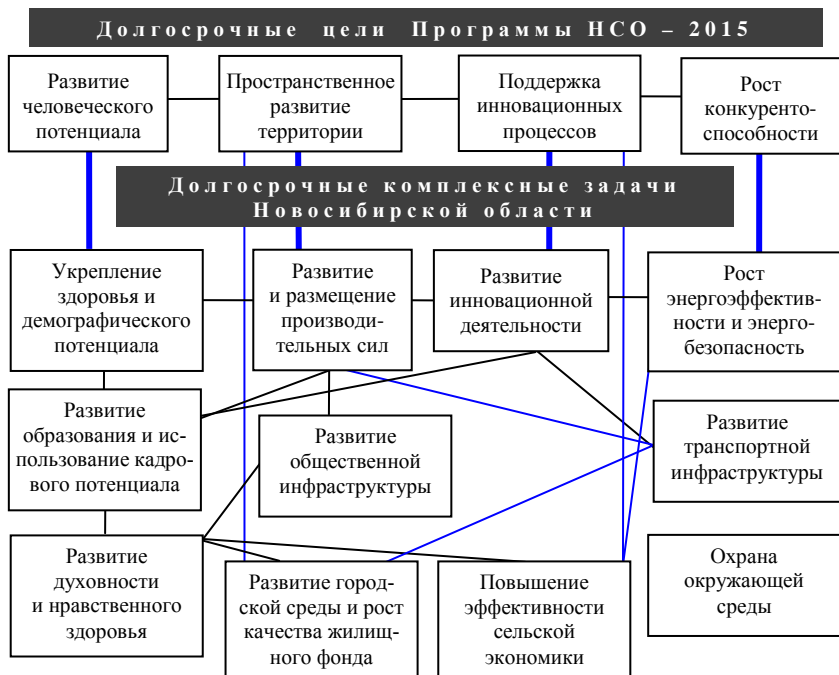 Долгосрочные цели Программы НСО – 2015
Развитие
человеческого
потенциала
Пространственное
развитие
территории
Поддержка
инновационных
процессов
Рост
конкуренто-
способности
Долгосрочные комплексные задачи
Новосибирской области
Укрепление
здоровья и
демографического
потенциала
Развитие
и размещение
производи-
тельных сил
Развитие
инновационной
деятельности
Рост
энергоэффектив-
ности и энерго-
безопасность
Развитие
образования и ис-
пользование кадро-
вого потенциала
Развитие
общественной
инфраструктуры
Развитие
транспортной
инфраструктуры
Развитие
духовности
и нравственного
здоровья
Развитие город-
ской среды и рост
качества жилищ-
ного фонда
Повышение
эффективности
сельской
экономики
Охрана
окружающей
среды